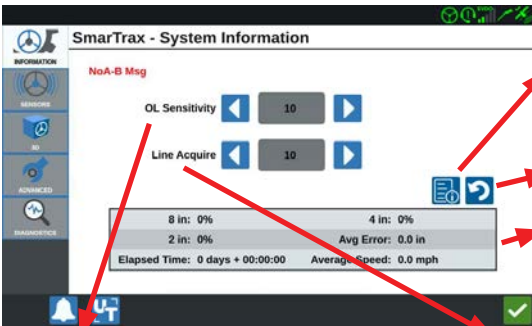 SmarTrax - System Information
INFORMATION
NoA-B Msg
SENSORS
OL Sensitivity 10
3D
Line Acquire 10
ADVANCED
DIAGNOSTICS
8 in: 0% 4 in: 0%
2 in: 0% Avg Error: 0.0 in
Elapsed Time: 0 days + 00:00:00 Average Speed: 0.0 mph
UT